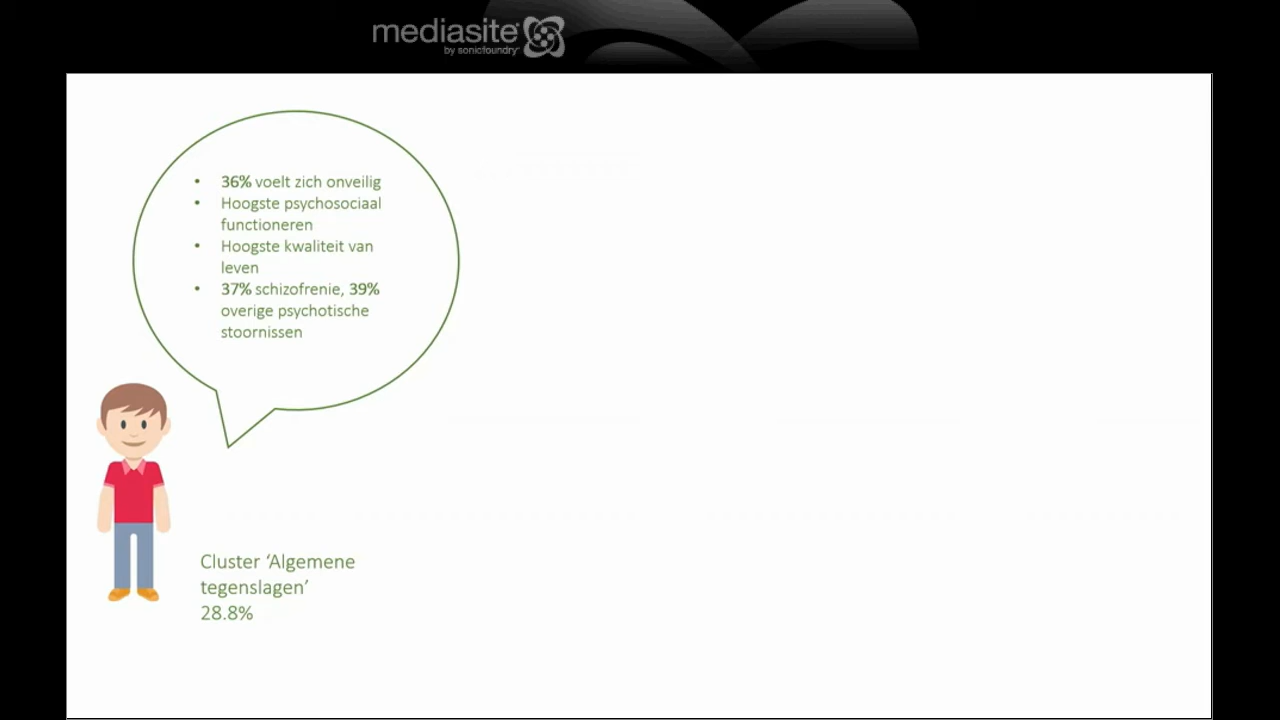 mediasite
by sonicfoundry
• 36% voelt zich onveilig
• Hoogste psychosociaal
functioneren
• Hoogste kwaliteit van
leven
• 37% schizofrenie, 39%
overige psychotische
stoornissen
Cluster ‘Algemene
tegenslagen’
28.8%